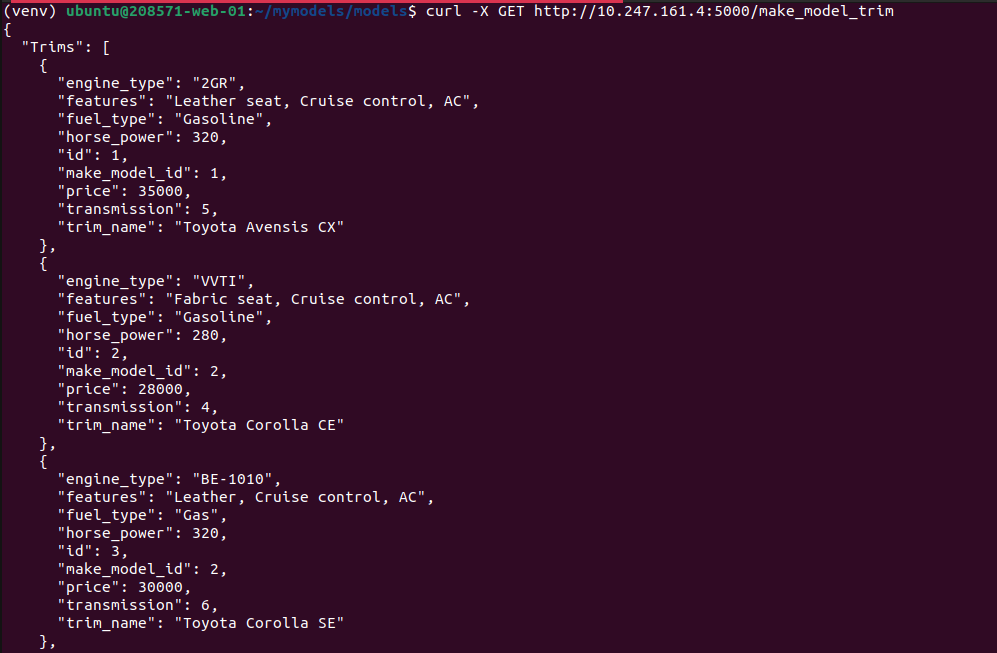 (venv) ubuntu@208571-web-01:~/mymodels/models$ curl -X GET http://10.247.161.4:5000/make_model_trim
{
  "Trims": [
    {
      "engine_type": "2GR",
      "features": "Leather seat, Cruise control, AC",
      "fuel_type": "Gasoline",
      "horse_power": 320,
      "id": 1,
      "make_model_id": 1,
      "price": 35000,
      "transmission": 5,
      "trim_name": "Toyota Avensis CX"
    },
    {
      "engine_type": "VVTI",
      "features": "Fabric seat, Cruise control, AC",
      "fuel_type": "Gasoline",
      "horse_power": 280,
      "id": 2,
      "make_model_id": 2,
      "price": 28000,
      "transmission": 4,
      "trim_name": "Toyota Corolla CE"
    },
    {
      "engine_type": "BE-1010",
      "features": "Leather, Cruise control, AC",
      "fuel_type": "Gas",
      "horse_power": 320,
      "id": 3,
      "make_model_id": 2,
      "price": 30000,
      "transmission": 6,
      "trim_name": "Toyota Corolla SE"
    },